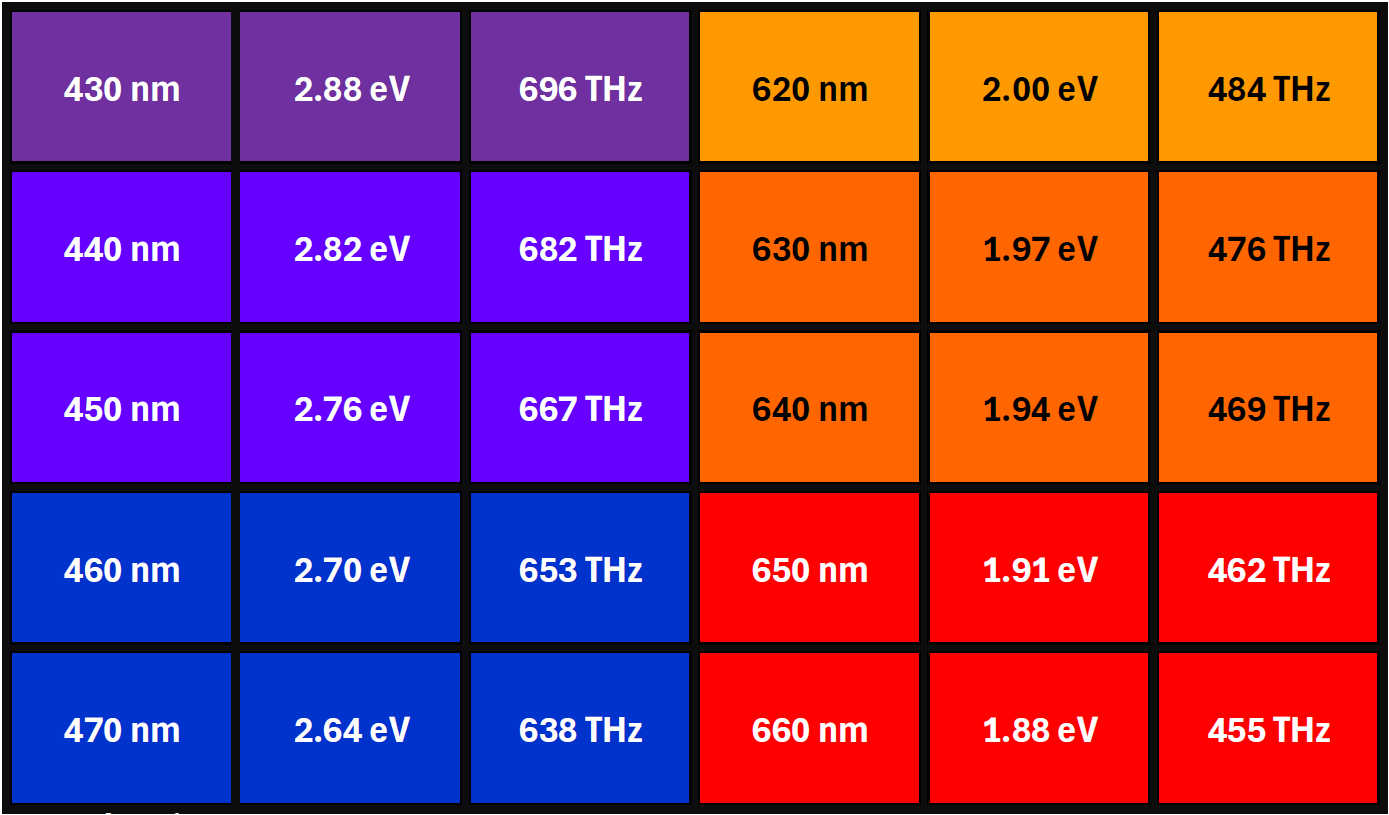 430 nm 2.88 eV 696 THz 620 nm 2.00 eV 484 THz
440 nm 2.82 eV 682 THz 630 nm 1.97 eV 476 THz
450 nm 2.76 eV 667 THz 640 nm 1.94 eV 469 THz
460 nm 2.70 eV 653 THz 650 nm 1.91 eV 462 THz
470 nm 2.64 eV 638 THz 660 nm 1.88 eV 455 THz